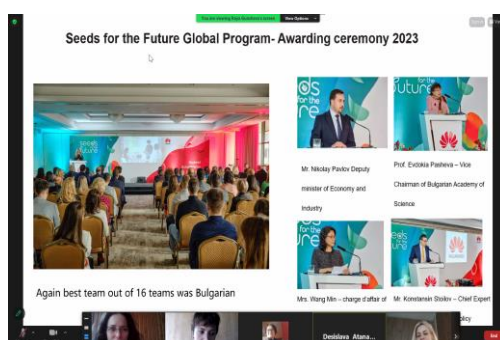 You are viewing
View Options
Seeds for the Future Global Program- Awarding ceremony 2023
seeds
for the
future
Mr. Nikolay Pavlov Deputy
minister of Economy and
Industry
Prof. Evdokia Pasheva – Vice
Chairman of Bulgarian Academy of
Science
Mrs. Wang Min – charge d'affair of
Mr. Konstansin Stoilov – Chief Expert
Again best team out of 16 teams was Bulgarian
Desislava Atana...
End